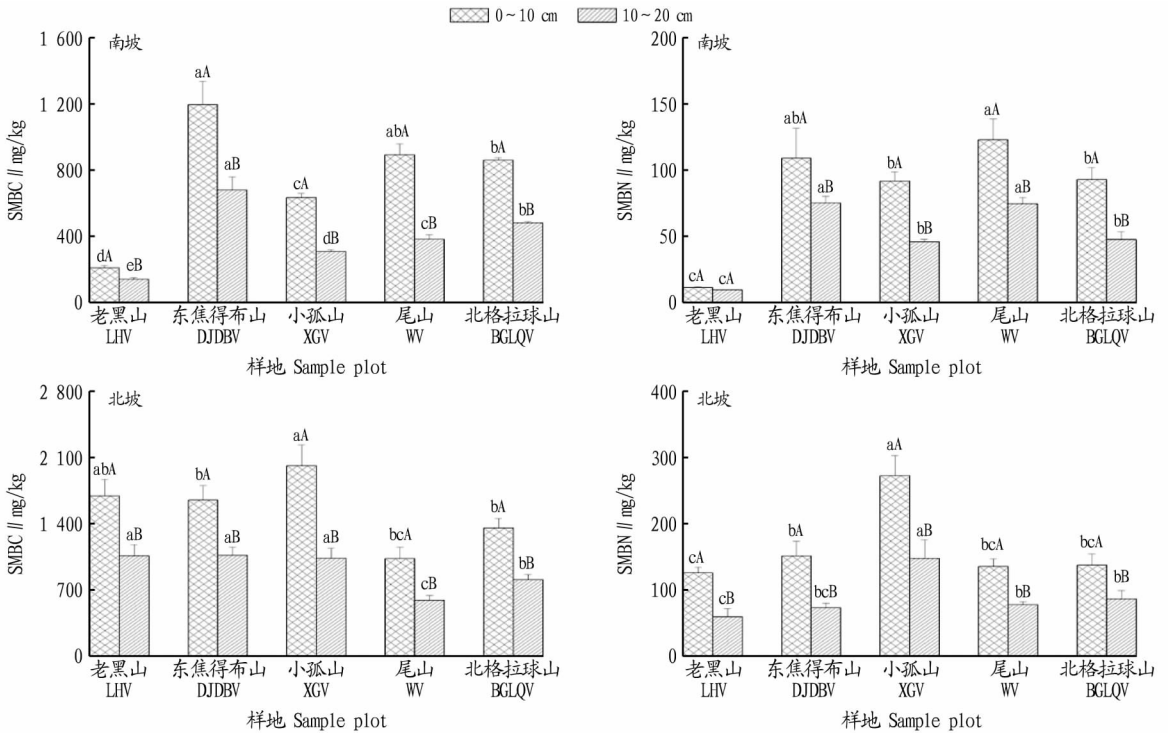 0～10 cm 10～20 cm
南坡
SMBC // mg/kg
1 600
1 200
800
400
0
dA eB aA aB cA dB abA cB bA bB
老黑山 东焦得布山 小孤山 尾山 北格拉球山
LHV DJDBV XGV WV BGLQV
样地 Sample plot
南坡
SMBN // mg/kg
200
150
100
50
0
cA cA abA aB bA bB aA aB bA bB
老黑山 东焦得布山 小孤山 尾山 北格拉球山
LHV DJDBV XGV WV BGLQV
样地 Sample plot
北坡
SMBC // mg/kg
2 800
2 100
1 400
700
0
abA aB bA aB aA aB bcA cB bA bB
老黑山 东焦得布山 小孤山 尾山 北格拉球山
LHV DJDBV XGV WV BGLQV
样地 Sample plot
北坡
SMBN // mg/kg
400
300
200
100
0
cA cB bA bcB aA aB bcA bB bcA bB
老黑山 东焦得布山 小孤山 尾山 北格拉球山
LHV DJDBV XGV WV BGLQV
样地 Sample plot